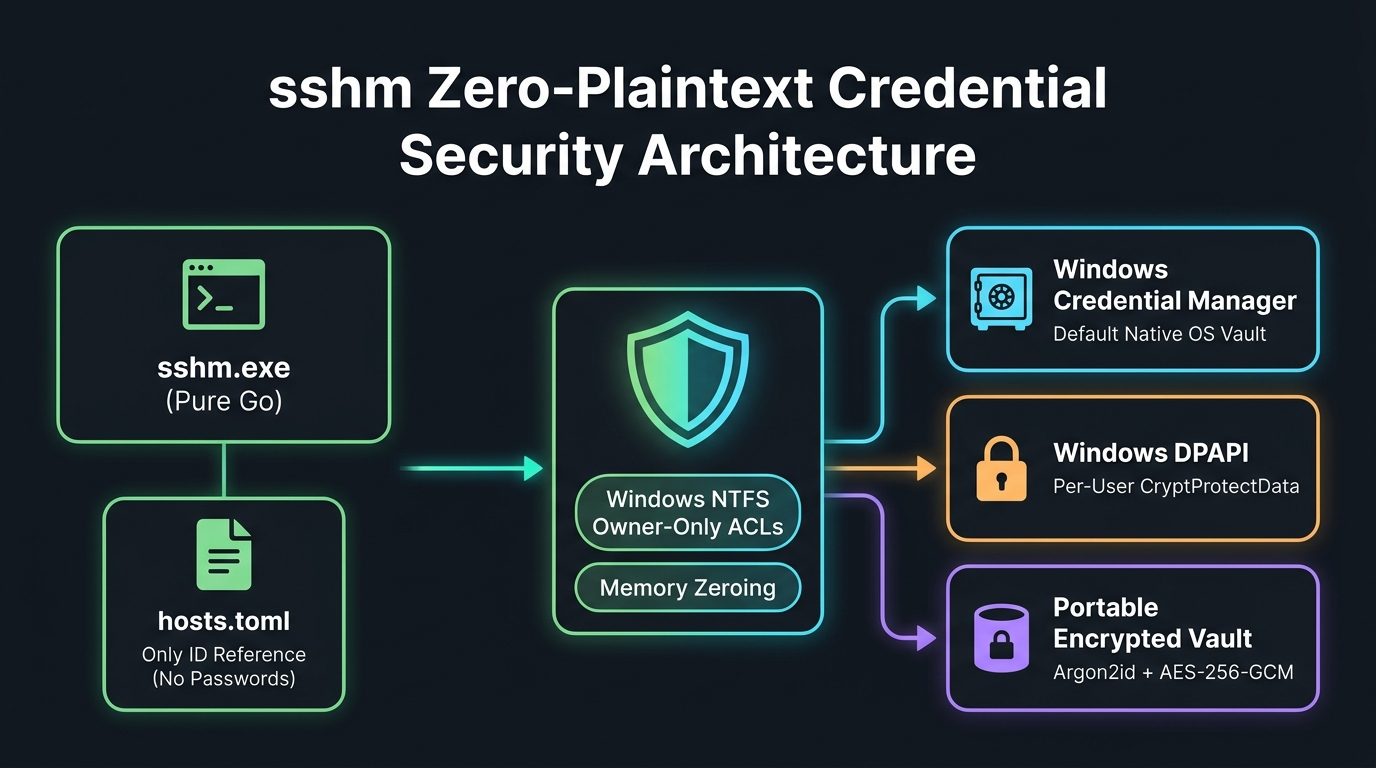 sshm Zero-Plaintext Credential
Security Architecture
sshm.exe
(Pure Go)
hosts.toml
Only ID Reference
(No Passwords)
Windows NTFS
Owner-Only ACLs
Memory Zeroing
Windows
Credential Manager
Default Native OS Vault
Windows DPAPI
Per-User CryptProtectData
Portable
Encrypted Vault
Argon2id + AES-256-GCM